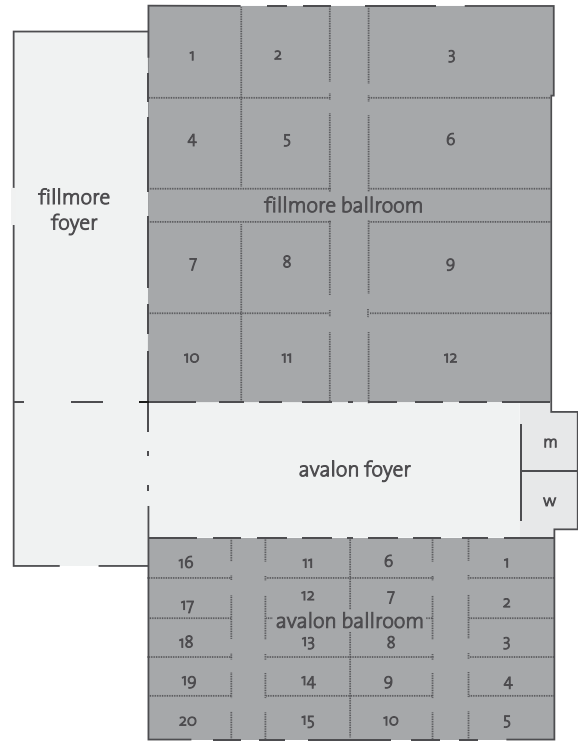 1 2 3
4 5 6
fillmore
foyer
fillmore ballroom
7 8 9
10 11 12
avalon foyer
m
w
16 11 6 1
17 12 7 2
avalon ballroom
18 13 8 3
19 14 9 4
20 15 10 5